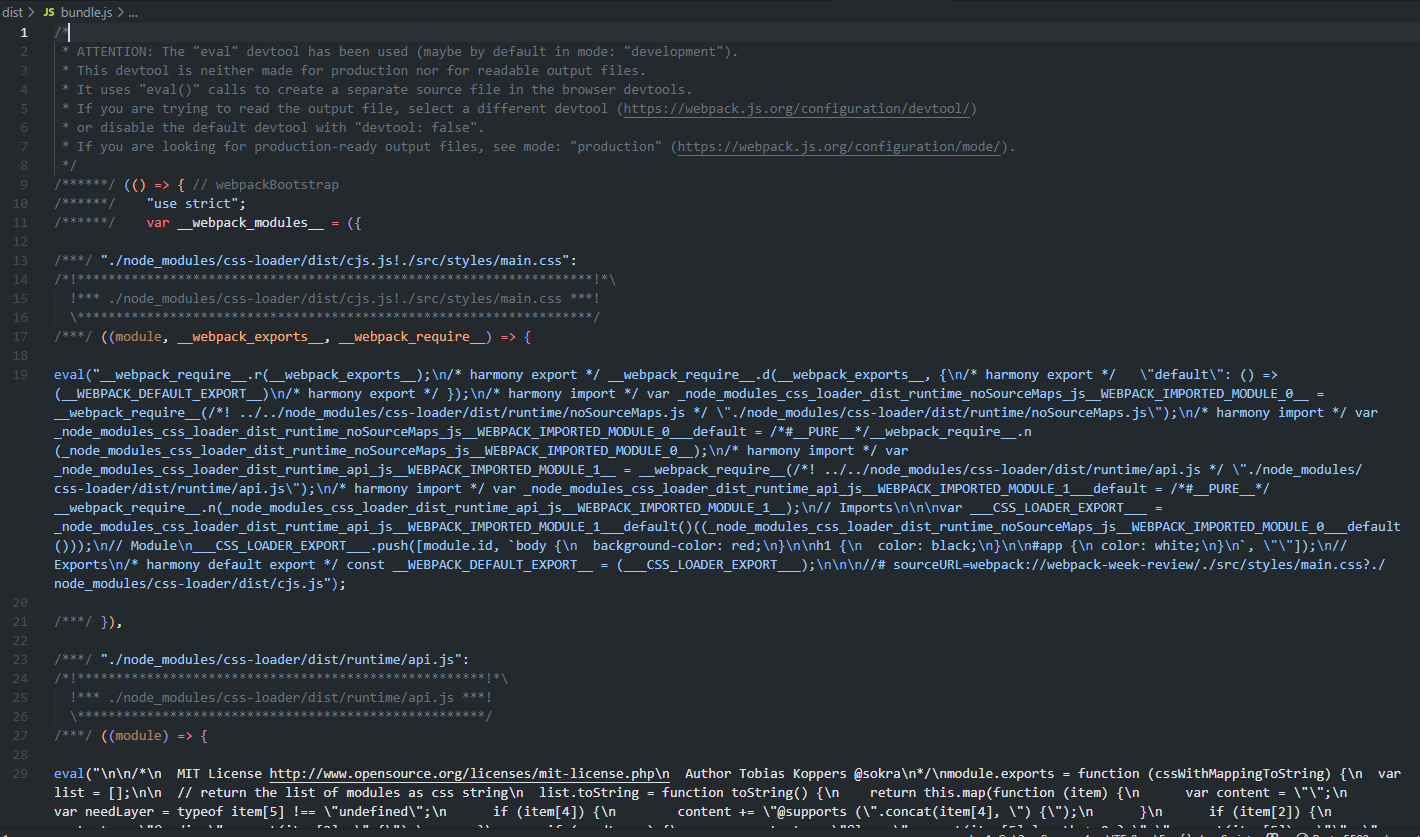 dist > JS bundle.js > ...
1 /*
2 * ATTENTION: The "eval" devtool has been used (maybe by default in mode: "development").
3 * This devtool is neither made for production nor for readable output files.
4 * It uses "eval()" calls to create a separate source file in the browser devtools.
5 * If you are trying to read the output file, select a different devtool (https://webpack.js.org/configuration/devtool/)
6 * or disable the default devtool with "devtool: false".
7 * If you are looking for production-ready output files, see mode: "production" (https://webpack.js.org/configuration/mode/).
8 */
9 /******/ (() => { // webpackBootstrap
10 /******/ "use strict";
11 /******/ var __webpack_modules__ = ({
12
13 /***/ "./node_modules/css-loader/dist/cjs.js!./src/styles/main.css":
14 /*!*******************************************************************!*\
15 !*** ./node_modules/css-loader/dist/cjs.js!./src/styles/main.css ***!
16 \*******************************************************************/
17 /***/ ((module, __webpack_exports__, __webpack_require__) => {
18
19 eval("__webpack_require__.r(__webpack_exports__);\n/* harmony export */ __webpack_require__.d(__webpack_exports__, {\n/* harmony export */   \"default\": () =>
(__WEBPACK_DEFAULT_EXPORT__)\n/* harmony export */ });\n/* harmony import */ var _node_modules_css_loader_dist_runtime_noSourceMaps_js__WEBPACK_IMPORTED_MODULE_0__ =
__webpack_require__(/*! ../../node_modules/css-loader/dist/runtime/noSourceMaps.js */ \"./node_modules/css-loader/dist/runtime/noSourceMaps.js\");\n/* harmony import */ var
_node_modules_css_loader_dist_runtime_noSourceMaps_js__WEBPACK_IMPORTED_MODULE_0___default = /*#__PURE__*/__webpack_require__.n
(_node_modules_css_loader_dist_runtime_noSourceMaps_js__WEBPACK_IMPORTED_MODULE_0__);\n/* harmony import */ var
_node_modules_css_loader_dist_runtime_api_js__WEBPACK_IMPORTED_MODULE_1__ = __webpack_require__(/*! ../../node_modules/css-loader/dist/runtime/api.js */ \"./node_modules/
css-loader/dist/runtime/api.js\");\n/* harmony import */ var _node_modules_css_loader_dist_runtime_api_js__WEBPACK_IMPORTED_MODULE_1___default = /*#__PURE__*/
__webpack_require__.n(_node_modules_css_loader_dist_runtime_api_js__WEBPACK_IMPORTED_MODULE_1__);\n// Imports\n\n\nvar ___CSS_LOADER_EXPORT___ =
_node_modules_css_loader_dist_runtime_api_js__WEBPACK_IMPORTED_MODULE_1___default()((_node_modules_css_loader_dist_runtime_noSourceMaps_js__WEBPACK_IMPORTED_MODULE_0___default
()));\n// Module\n___CSS_LOADER_EXPORT___.push([module.id, `body {\n  background-color: red;\n}\n\nh1 {\n  color: black;\n}\n\n#app {\n color: white;\n}\n`, \"\"]);\n//
Exports\n/* harmony default export */ const __WEBPACK_DEFAULT_EXPORT__ = (___CSS_LOADER_EXPORT___);\n\n\n//# sourceURL=webpack://webpack-week-review/./src/styles/main.css?./
node_modules/css-loader/dist/cjs.js");
20
21 /***/ }),
22
23 /***/ "./node_modules/css-loader/dist/runtime/api.js":
24 /*!*****************************************************!*\
25 !*** ./node_modules/css-loader/dist/runtime/api.js ***!
26 \*****************************************************/
27 /***/ ((module) => {
28
29 eval("\n\n/*\n  MIT License http://www.opensource.org/licenses/mit-license.php\n  Author Tobias Koppers @sokra\n*/\nmodule.exports = function (cssWithMappingToString) {\n  var
list = [];\n\n  // return the list of modules as css string\n  list.toString = function toString() {\n    return this.map(function (item) {\n      var content = \"\";\n
var needLayer = typeof item[5] !== \"undefined\";\n      if (item[4]) {\n        content += \"@supports (\".concat(item[4], \") {\");\n      }\n      if (item[2]) {\n